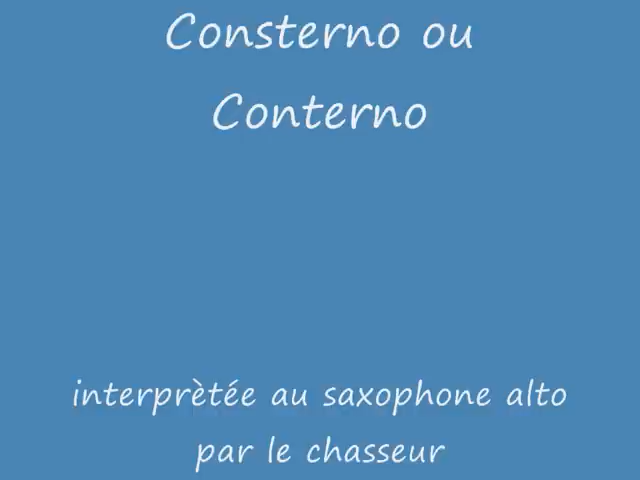 Consterno ou
Conterno
interprètée au saxophone alto
par le chasseur